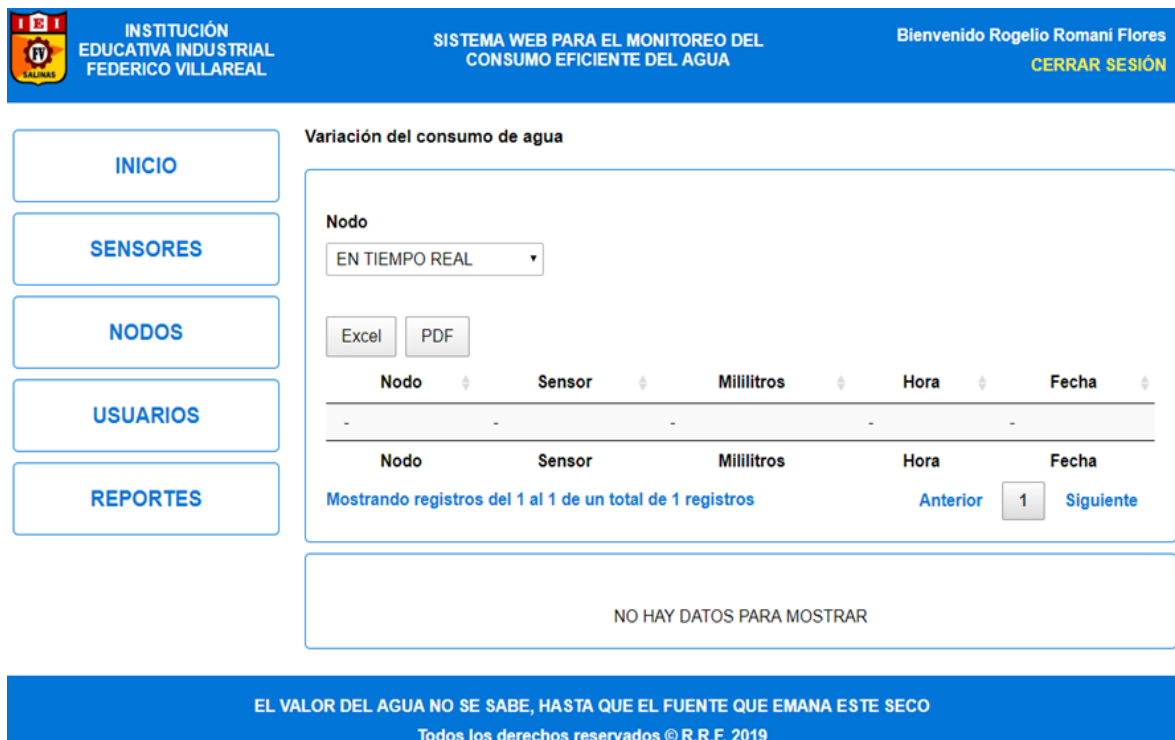 I E I
FV
SALINAS
INSTITUCIÓN
EDUCATIVA INDUSTRIAL
FEDERICO VILLAREAL
SISTEMA WEB PARA EL MONITOREO DEL
CONSUMO EFICIENTE DEL AGUA
Bienvenido Rogelio Romani Flores
CERRAR SESIÓN
INICIO
SENSORES
NODOS
USUARIOS
REPORTES
Variación del consumo de agua
Nodo
EN TIEMPO REAL
Excel PDF
Nodo Sensor Mililitros Hora Fecha
- - - - -
Nodo Sensor Mililitros Hora Fecha
Mostrando registros del 1 al 1 de un total de 1 registros Anterior 1 Siguiente
NO HAY DATOS PARA MOSTRAR
EL VALOR DEL AGUA NO SE SABE, HASTA QUE EL FUENTE QUE EMANA ESTE SECO
Todos los derechos reservados © R.R.F. 2019